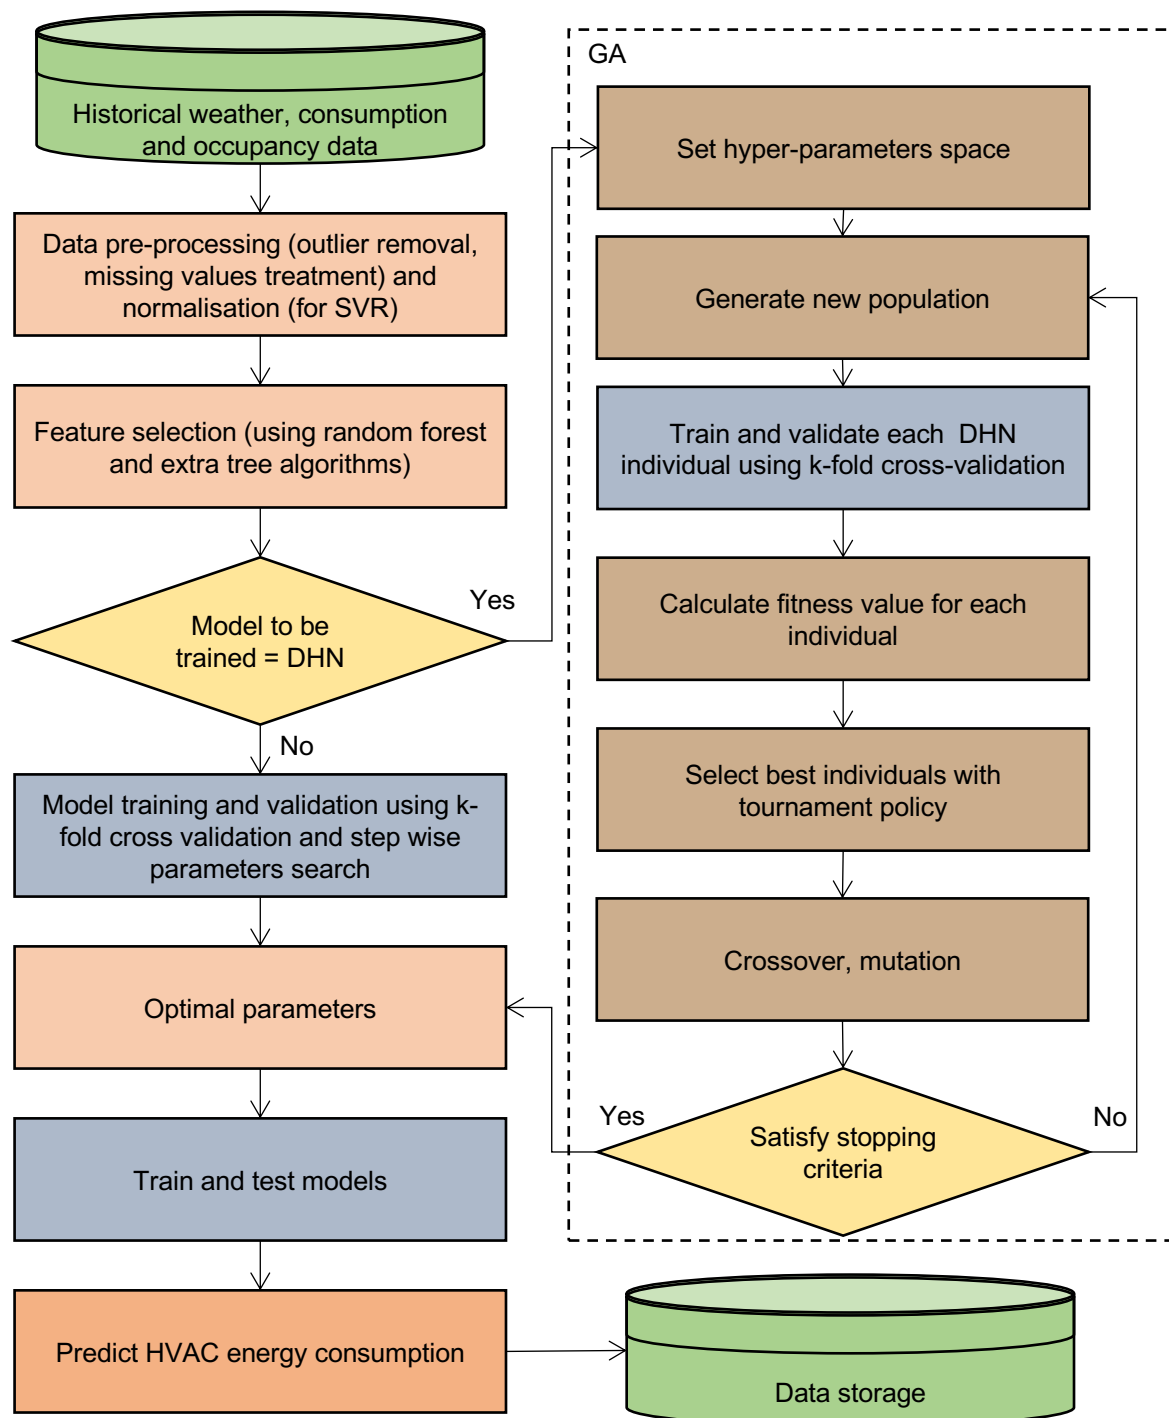 Historical weather, consumption
and occupancy data
Data pre-processing (outlier removal,
missing values treatment) and
normalisation (for SVR)
Feature selection (using random forest
and extra tree algorithms)
Model to be
trained = DHN
Yes
No
Model training and validation using k-
fold cross validation and step wise
parameters search
Optimal parameters
Train and test models
Predict HVAC energy consumption
GA
Set hyper-parameters space
Generate new population
Train and validate each  DHN
individual using k-fold cross-validation
Calculate fitness value for each
individual
Select best individuals with
tournament policy
Crossover, mutation
Satisfy stopping
criteria
Yes
No
Data storage